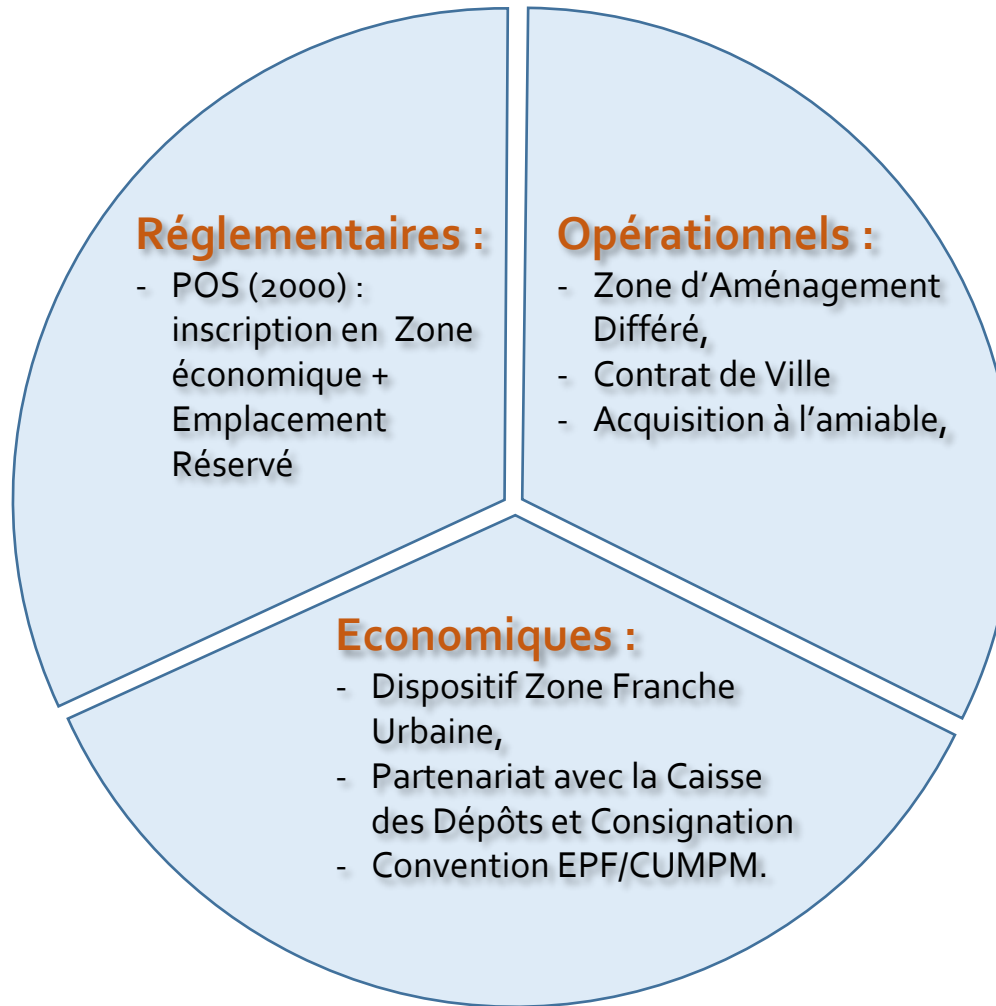 Réglementaires :
- POS (2000) :
inscription en Zone
économique +
Emplacement
Réservé
Opérationnels :
- Zone d’Aménagement
Différé,
- Contrat de Ville
- Acquisition à l’amiable,
Economiques :
- Dispositif Zone Franche
Urbaine,
- Partenariat avec la Caisse
des Dépôts et Consignation
- Convention EPF/CUMPM.